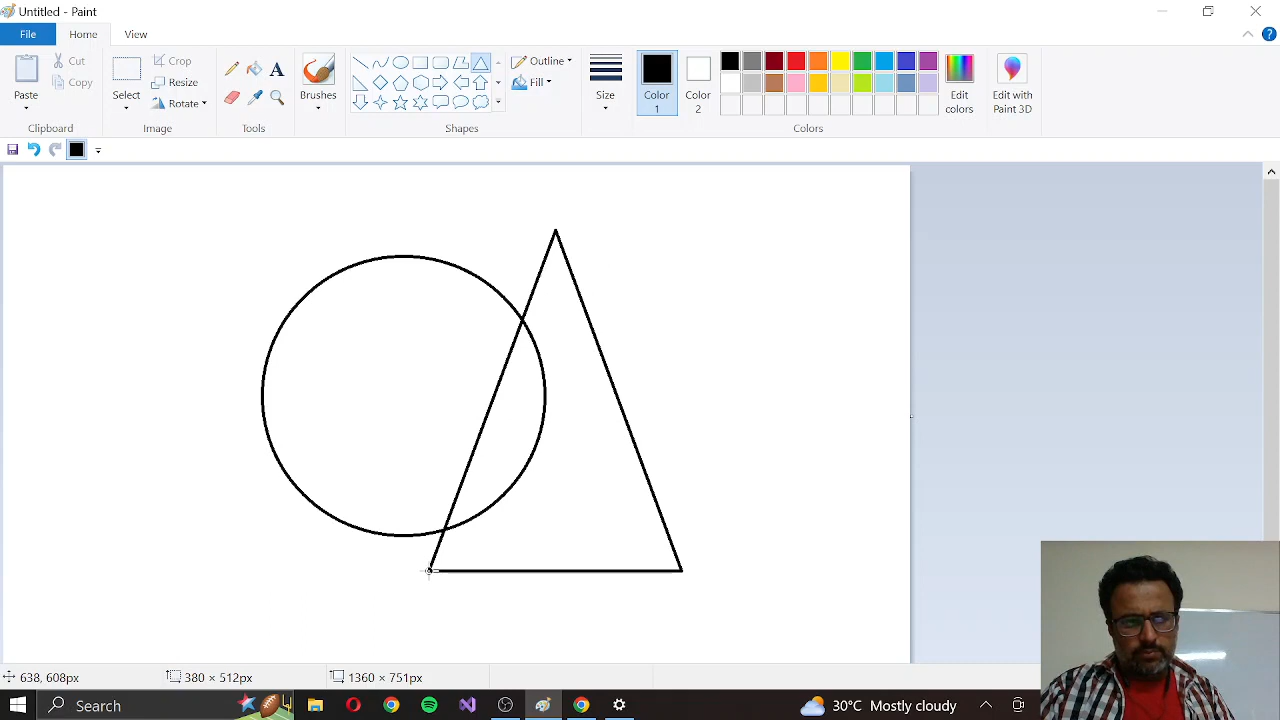 Untitled - Paint
File
Home
View
Paste
Cut
Copy
Clipboard
Select
Crop
Resize
Rotate
Image
Tools
Brushes
Shapes
Outline
Fill
Size
Color
1
Color
2
Edit
colors
Colors
Edit with
Paint 3D
638, 608px
380 × 512px
1360 × 751px
Search
30°C Mostly cloudy